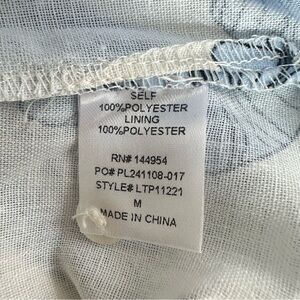 SELF
100%POLYESTER
LINING
100%POLYESTER
RN# 144954
PO# PL241108-017
STYLE# LTP11221
M
MADE IN CHINA